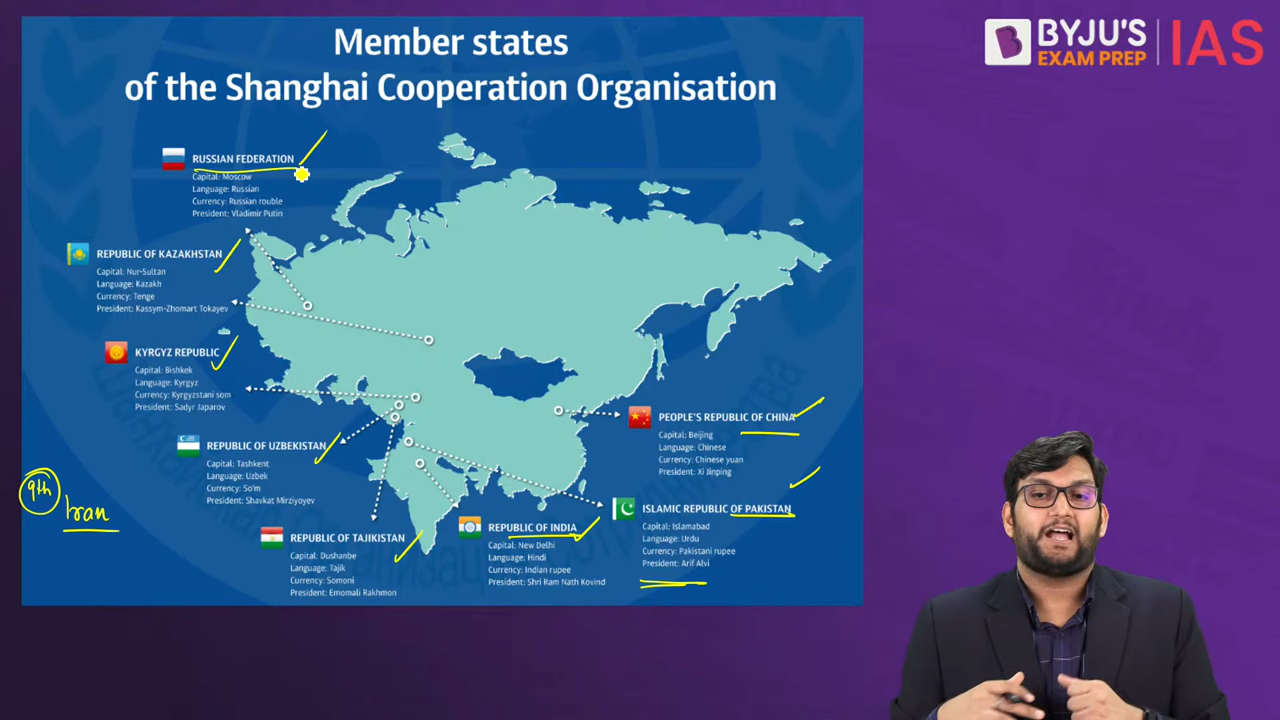 Member states
of the Shanghai Cooperation Organisation
BYJU'S
EXAM PREP
IAS
RUSSIAN FEDERATION
Capital: Moscow
Language: Russian
Currency: Russian rouble
President: Vladimir Putin
REPUBLIC OF KAZAKHSTAN
Capital: Nur-Sultan
Language: Kazakh
Currency: Tenge
President: Kassym-Zhomart Tokayev
KYRGYZ REPUBLIC
Capital: Bishkek
Language: Kyrgyz
Currency: Kyrgyzstani som
President: Sadyr Japarov
REPUBLIC OF UZBEKISTAN
Capital: Tashkent
Language: Uzbek
Currency: So'm
President: Shavkat Mirziyoyev
REPUBLIC OF TAJIKISTAN
Capital: Dushanbe
Language: Tajik
Currency: Somoni
President: Emomali Rakhmon
REPUBLIC OF INDIA
Capital: New Delhi
Language: Hindi
Currency: Indian rupee
President: Shri Ram Nath Kovind
PEOPLE'S REPUBLIC OF CHINA
Capital: Beijing
Language: Chinese
Currency: Chinese yuan
President: Xi Jinping
ISLAMIC REPUBLIC OF PAKISTAN
Capital: Islamabad
Language: Urdu
Currency: Pakistani rupee
President: Arif Alvi
9th
Iran